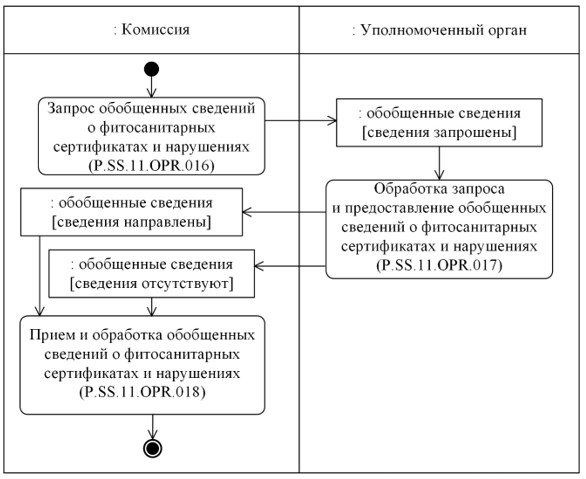 : Комиссия
: Уполномоченный орган
Запрос обобщенных сведений
о фитосанитарных
сертификатах и нарушениях
(P.SS.11.OPR.016)
: обобщенные сведения
[сведения запрошены]
Обработка запроса
и предоставление обобщенных
сведений о фитосанитарных
сертификатах и нарушениях
(P.SS.11.OPR.017)
: обобщенные сведения
[сведения направлены]
: обобщенные сведения
[сведения отсутствуют]
Прием и обработка обобщенных
сведений о фитосанитарных
сертификатах и нарушениях
(P.SS.11.OPR.018)